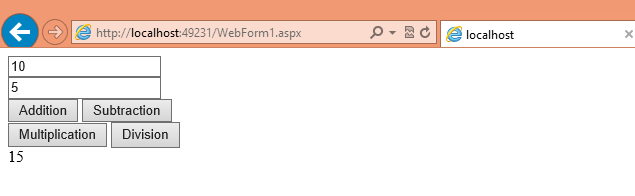 http://localhost:49231/WebForm1.aspx
localhost
10
5
Addition Subtraction
Multiplication Division
15